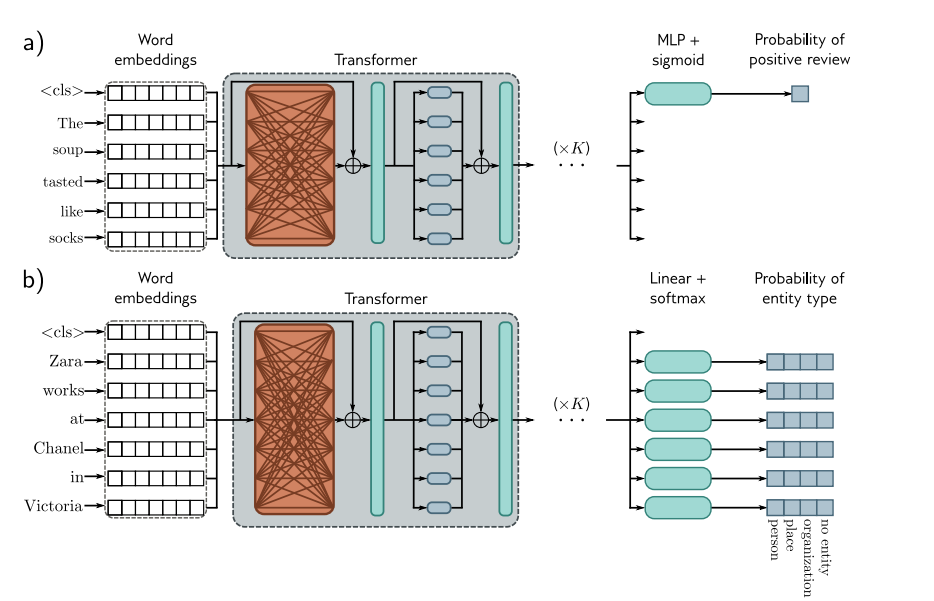 a)
Word
embeddings
Transformer
MLP +
sigmoid
Probability of
positive review
<cls>
The
soup
tasted
like
socks
(×K)
· · ·
b)
Word
embeddings
Transformer
Linear +
softmax
Probability of
entity type
<cls>
Zara
works
at
Chanel
in
Victoria
(×K)
· · ·
person
place
organization
no entity